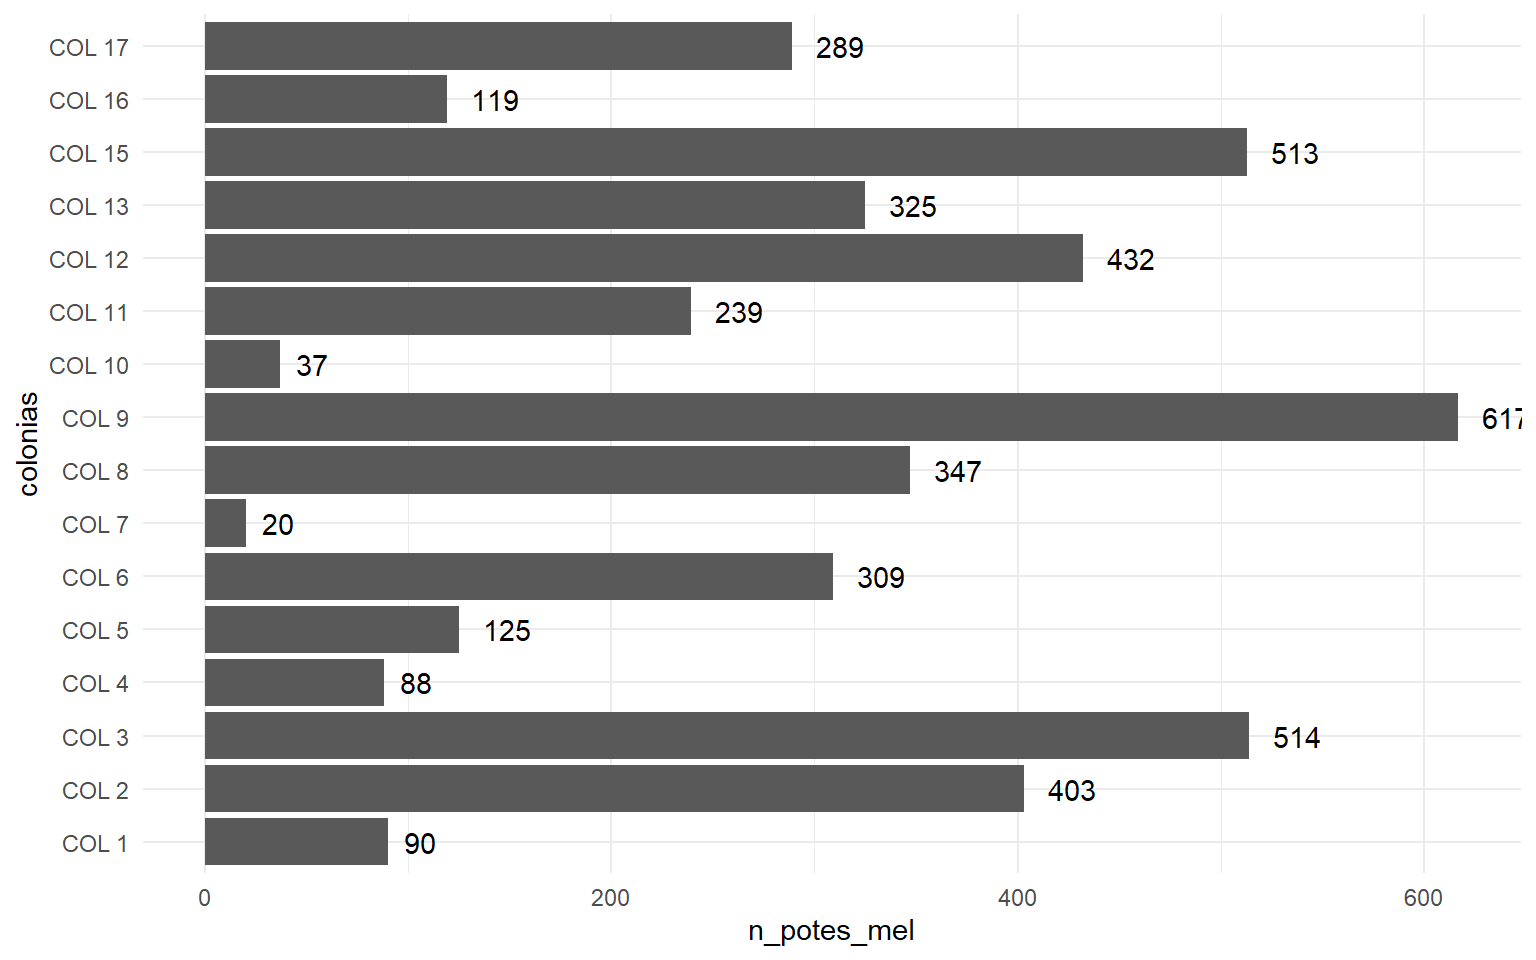 COL 17 289
COL 16 119
COL 15 513
COL 13 325
COL 12 432
COL 11 239
COL 10 37
COL 9 617
COL 8 347
COL 7 20
COL 6 309
COL 5 125
COL 4 88
COL 3 514
COL 2 403
COL 1 90
colonias
0 200 400 600
n_potes_mel